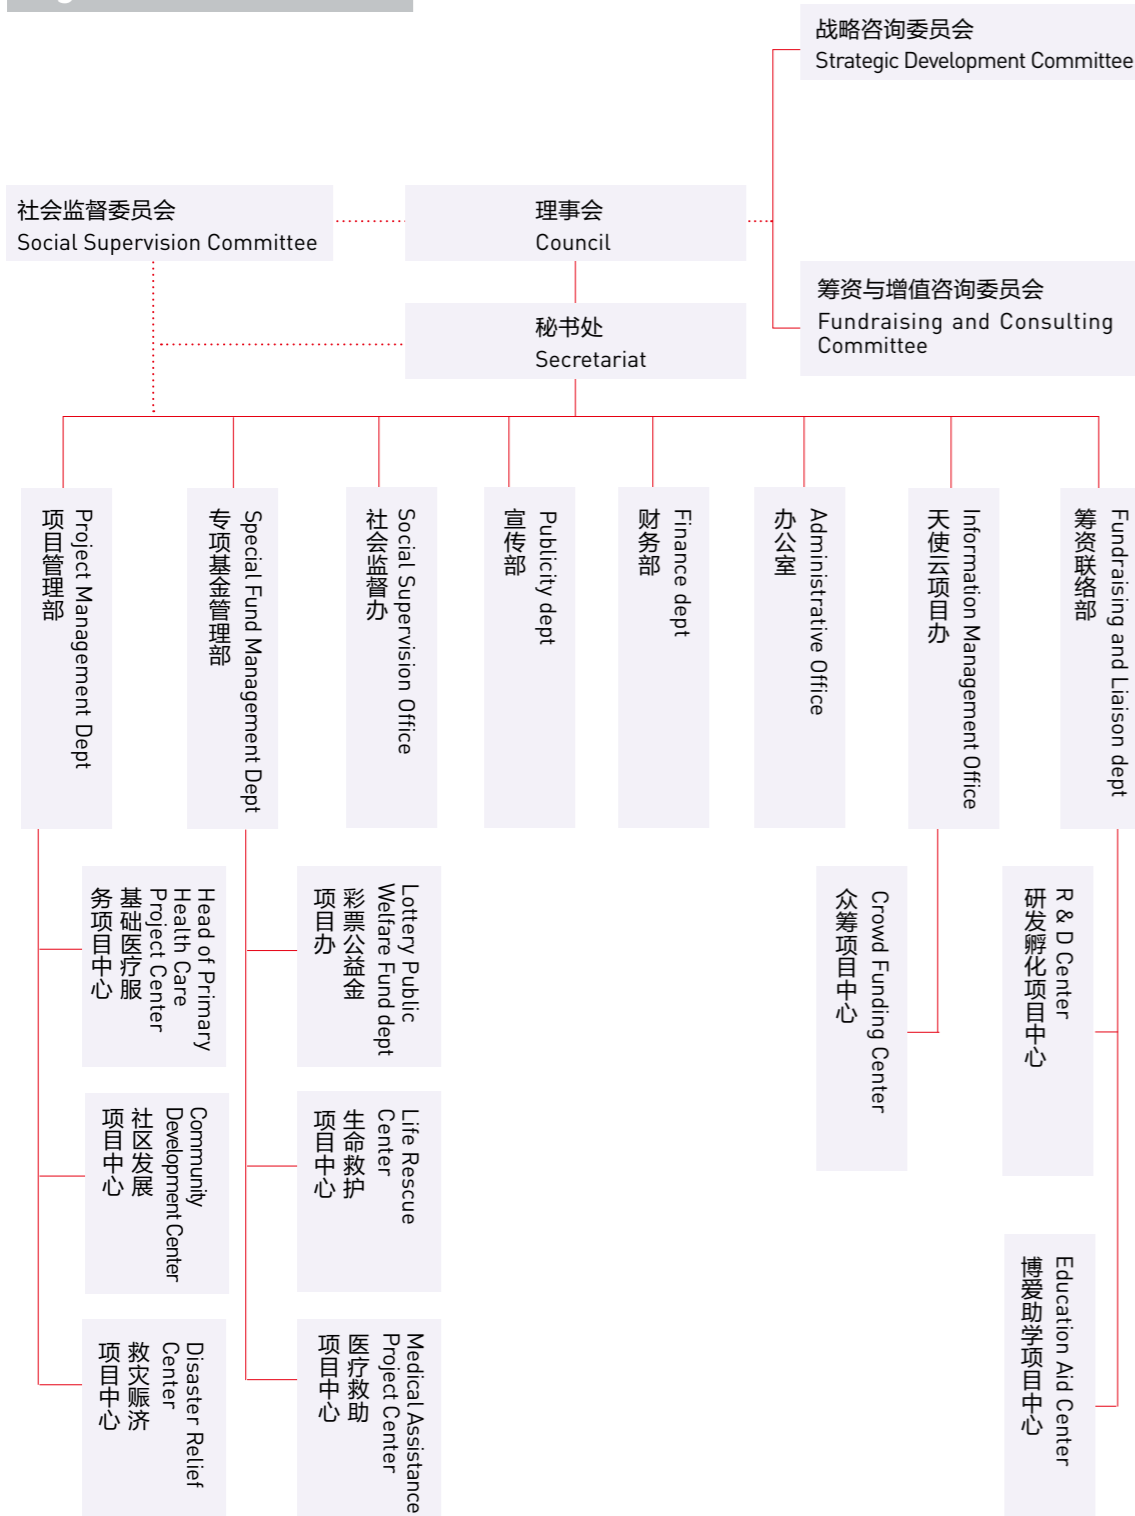 战略咨询委员会
Strategic Development Committee
社会监督委员会
Social Supervision Committee
理事会
Council
筹资与增值咨询委员会
Fundraising and Consulting
Committee
秘书处
Secretariat
Project Management Dept
项目管理部
Special Fund Management Dept
专项基金管理部
Social Supervision Office
社会监督办
Publicity dept
宣传部
Finance dept
财务部
Administrative Office
办公室
Information Management Office
天使云项目办
Fundraising and Liaison dept
筹资联络部
Head of Primary
Health Care
Project Center
基础医疗服
务项目中心
Lottery Public
Welfare Fund dept
彩票公益金
项目办
Crowd Funding Center
众筹项目中心
R & D Center
研发孵化项目中心
Community
Development Center
社区发展
项目中心
Life Rescue
Center
生命救护
项目中心
Disaster Relief
Center
救灾赈济
项目中心
Medical Assistance
Project Center
医疗救助
项目中心
Education Aid Center
博爱助学项目中心